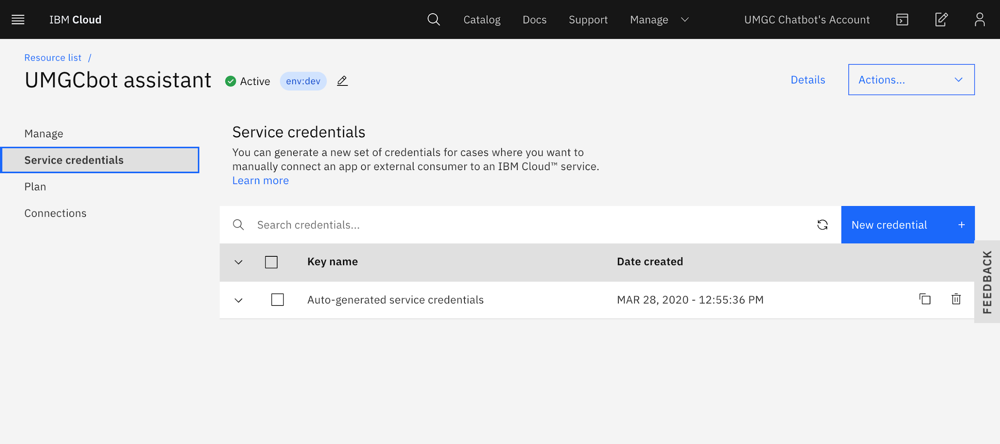 IBM Cloud Catalog Docs Support Manage UMGC Chatbot's Account
Resource list /
UMGCbot assistant Active env:dev Details Actions...
Manage
Service credentials
Plan
Connections
Service credentials
You can generate a new set of credentials for cases where you want to
manually connect an app or external consumer to an IBM Cloud™ service.
Learn more
Search credentials... New credential +
Key name Date created
Auto-generated service credentials MAR 28, 2020 - 12:55:36 PM
FEEDBACK